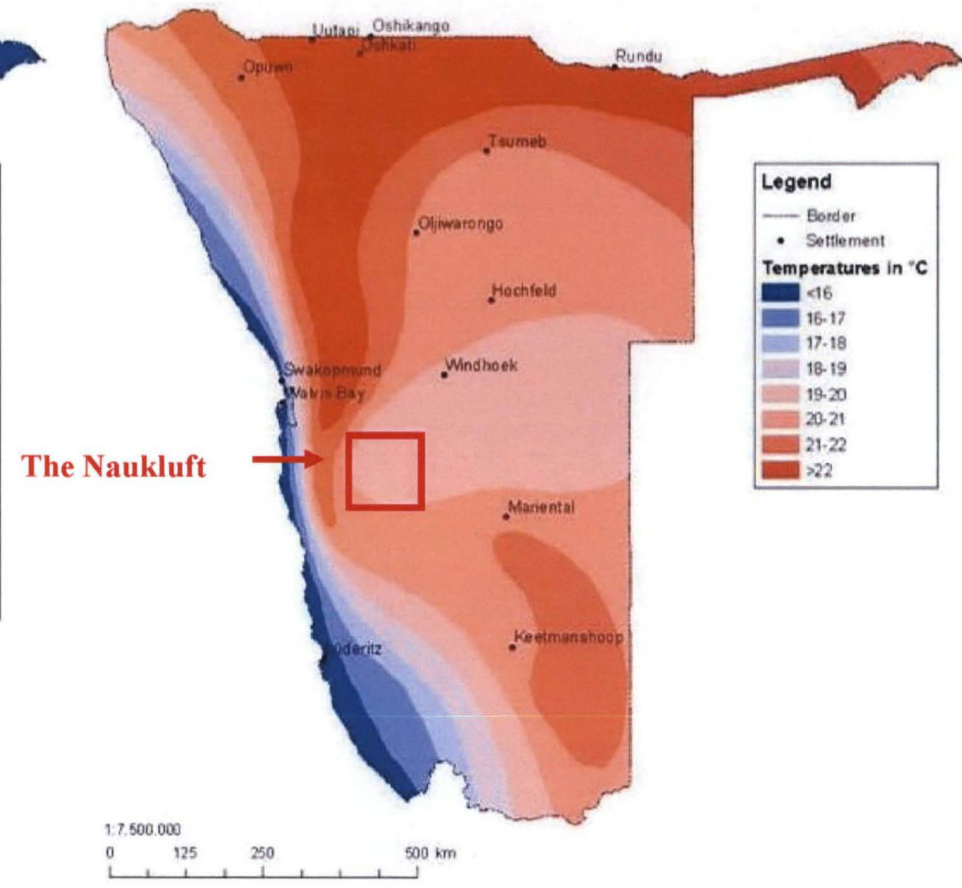 Uutapi
Oshikango
Oshkati
Opuwo
Rundu
Tsumeb
Oljiwarongo
Hochfeld
Windhoek
Swakopmund
Walvis Bay
The Naukluft
Mariental
Keetmanshoop
Lüderitz
Legend
Border
Settlement
Temperatures in °C
<16
16-17
17-18
18-19
19-20
20-21
21-22
>22
1:7.500.000
0 125 250 500 km